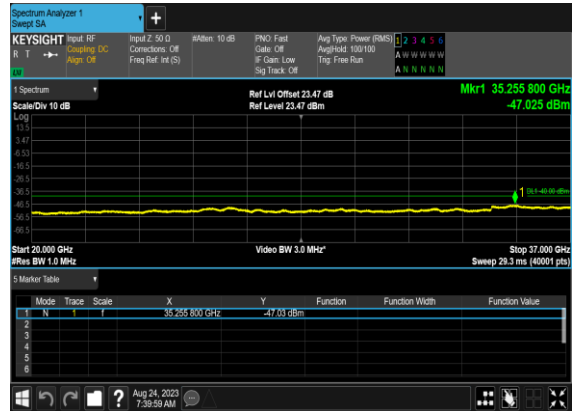 Spectrum Analyzer 1
Swept SA
KEYSIGHT Input: RF Input Z: 50 Ω #Atten: 10 dB PNO: Fast Avg Type: Power (RMS) 1 2 3 4 5 6
R T Coupling: DC Corrections: Off Gate: Off Avg|Hold: 100/100 A W W W W W
Align: Off Freq Ref: Int (S) IF Gain: Low Trig: Free Run
Sig Track: Off A N N N N N
1 Spectrum Ref Lvl Offset 23.47 dB Mkr1 35.255 800 GHz
Scale/Div 10 dB Ref Level 23.47 dBm -47.025 dBm
Log
13.5
3.47
-6.53
-16.5
-26.5
-36.5 1 DL1 -40.00 dBm
-46.5
-56.5
-66.5
Start 20.000 GHz Video BW 3.0 MHz* Stop 37.000 GHz
#Res BW 1.0 MHz Sweep 29.3 ms (40001 pts)
5 Marker Table
Mode Trace Scale X Y Function Function Width Function Value
1 N 1 f 35.255 800 GHz -47.03 dBm
2
3
4
5
6
? Aug 24, 2023
7:39:59 AM